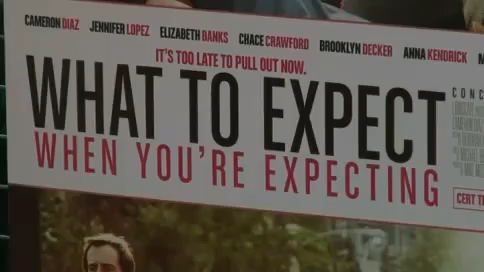 CAMERON DIAZ JENNIFER LOPEZ ELIZABETH BANKS CHACE CRAWFORD BROOKLYN DECKER ANNA KENDRICK
IT'S TOO LATE TO PULL OUT NOW.
WHAT TO EXPECT
WHEN YOU'RE EXPECTING